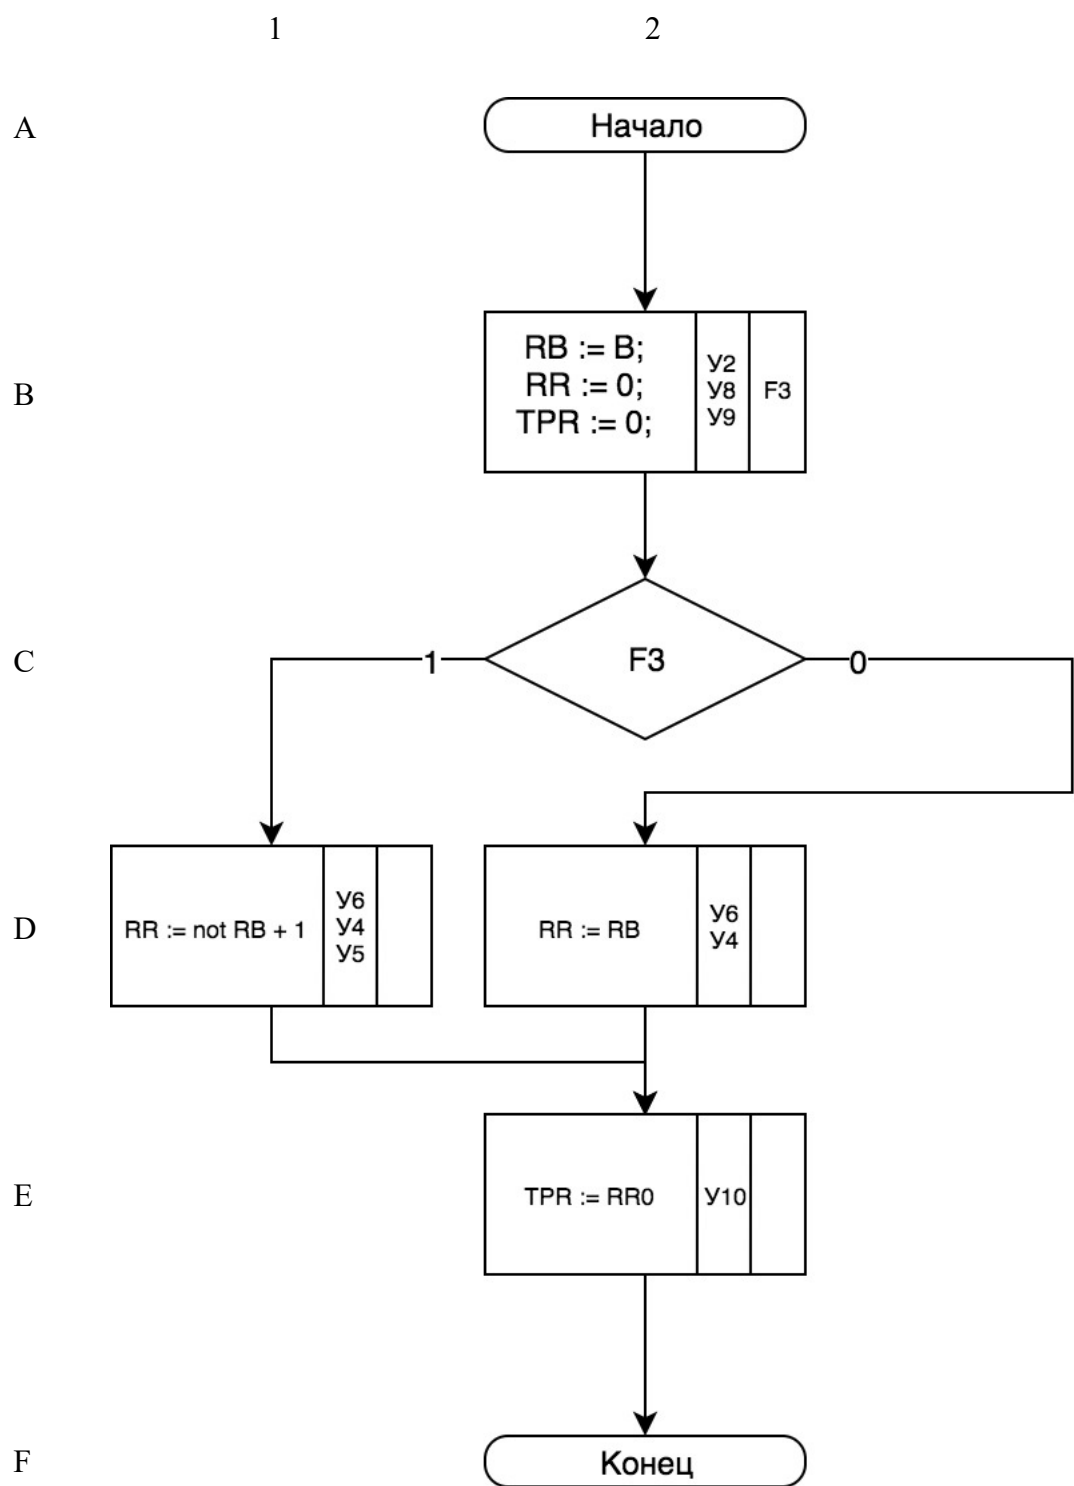 1
2
A
Начало
B
RB := B;
RR := 0;
TPR := 0;
У2
У8
У9
F3
C
1
F3
0
D
RR := not RB + 1
У6
У4
У5
RR := RB
У6
У4
E
TPR := RR0
У10
F
Конец